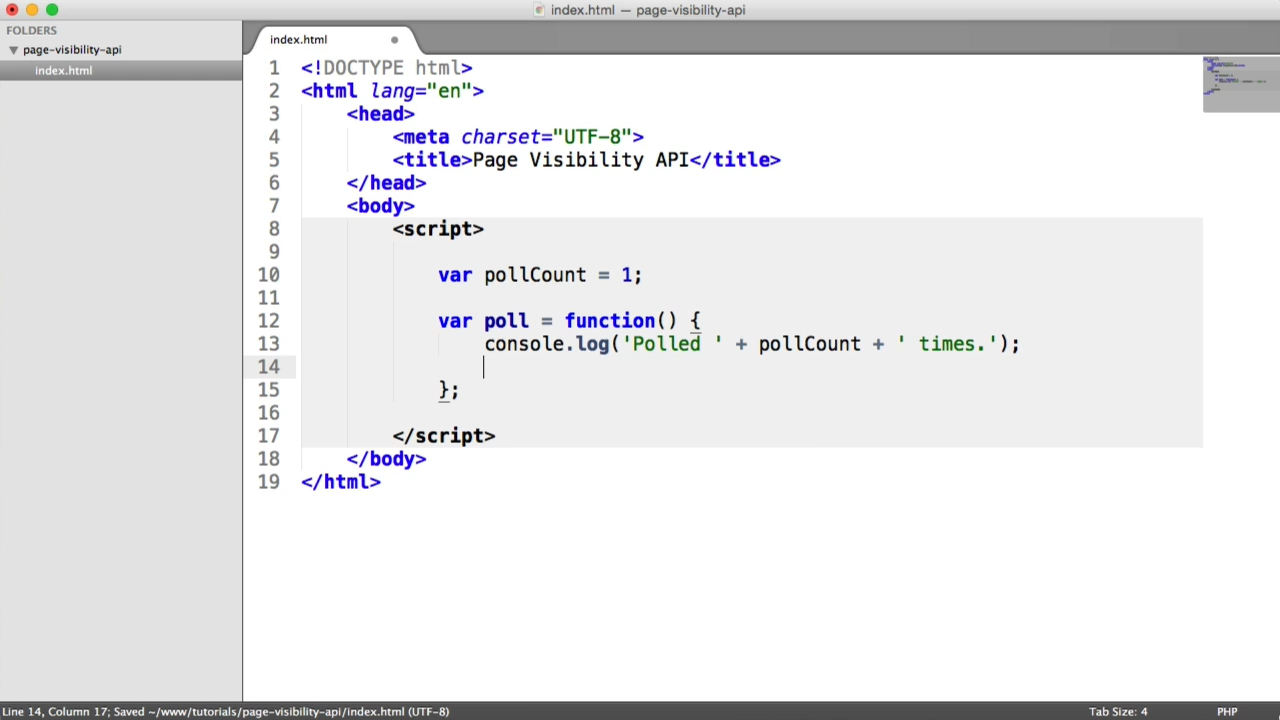 index.html — page-visibility-api
FOLDERS
page-visibility-api
index.html
index.html
1 <!DOCTYPE html>
2 <html lang="en">
3 <head>
4 <meta charset="UTF-8">
5 <title>Page Visibility API</title>
6 </head>
7 <body>
8 <script>
9
10 var pollCount = 1;
11
12 var poll = function() {
13 console.log('Polled ' + pollCount + ' times.');
14
15 };
16
17 </script>
18 </body>
19 </html>
Line 14, Column 17; Saved ~/www/tutorials/page-visibility-api/index.html (UTF-8)
Tab Size: 4
PHP